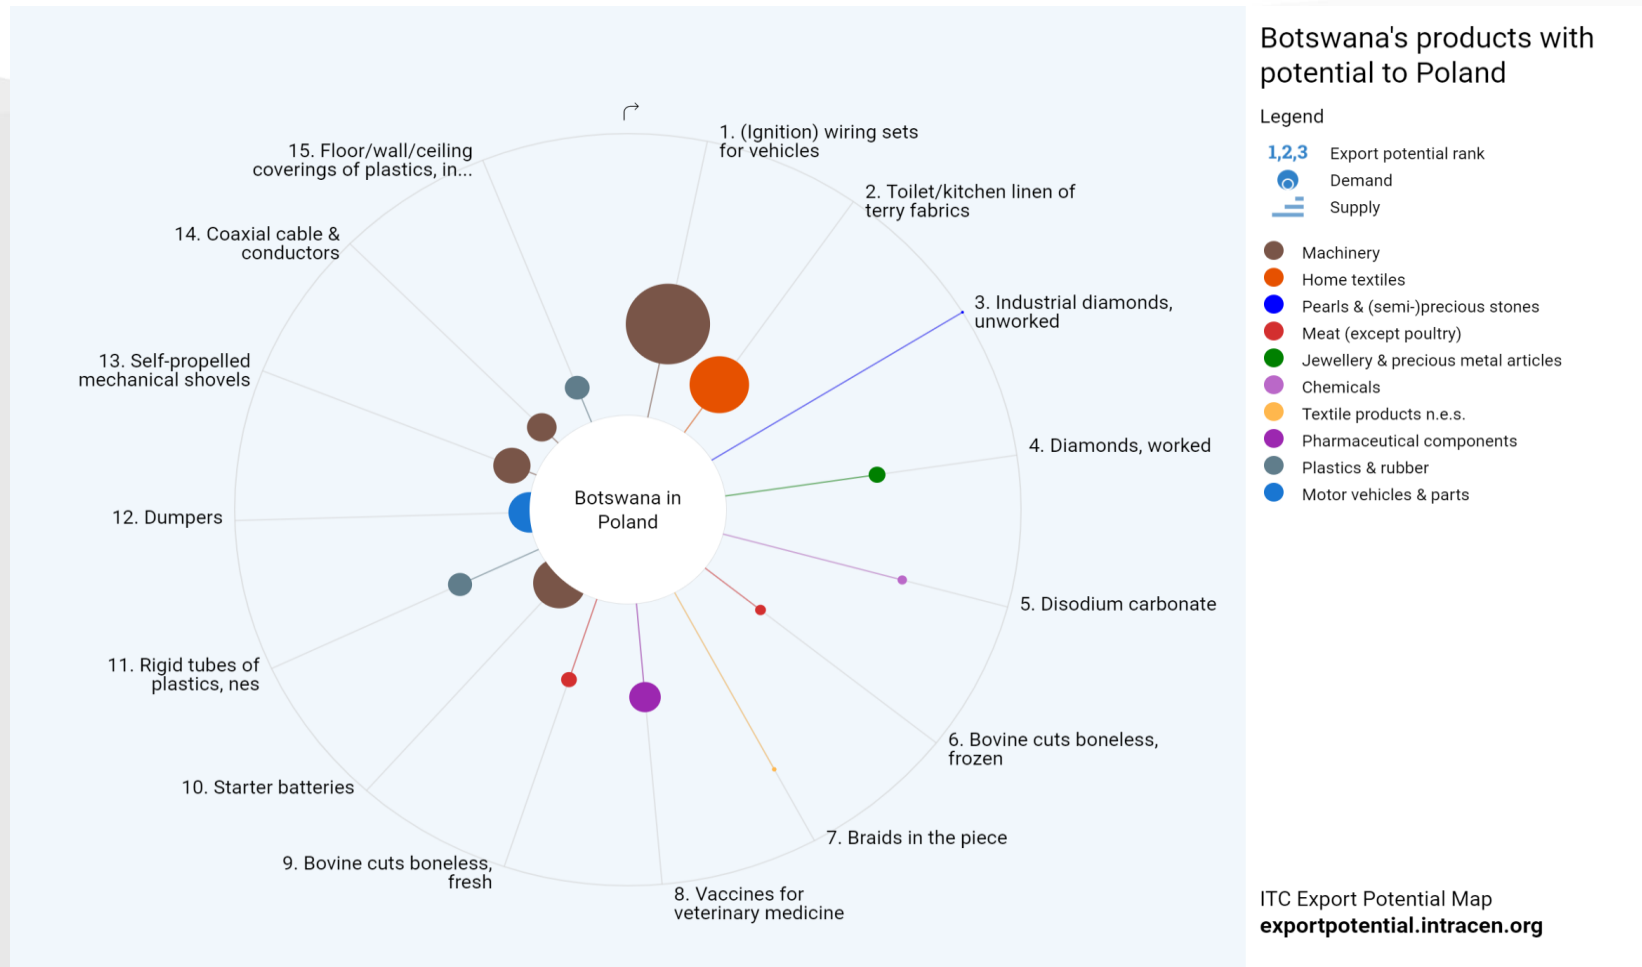 Botswana's products with
potential to Poland
Legend
1,2,3 Export potential rank
Demand
Supply
Machinery
Home textiles
Pearls & (semi-)precious stones
Meat (except poultry)
Jewellery & precious metal articles
Chemicals
Textile products n.e.s.
Pharmaceutical components
Plastics & rubber
Motor vehicles & parts
1. (Ignition) wiring sets
for vehicles
2. Toilet/kitchen linen of
terry fabrics
3. Industrial diamonds,
unworked
4. Diamonds, worked
5. Disodium carbonate
6. Bovine cuts boneless,
frozen
7. Braids in the piece
8. Vaccines for
veterinary medicine
9. Bovine cuts boneless,
fresh
10. Starter batteries
11. Rigid tubes of
plastics, nes
12. Dumpers
13. Self-propelled
mechanical shovels
14. Coaxial cable &
conductors
15. Floor/wall/ceiling
coverings of plastics, in...
Botswana in
Poland
ITC Export Potential Map
exportpotential.intracen.org